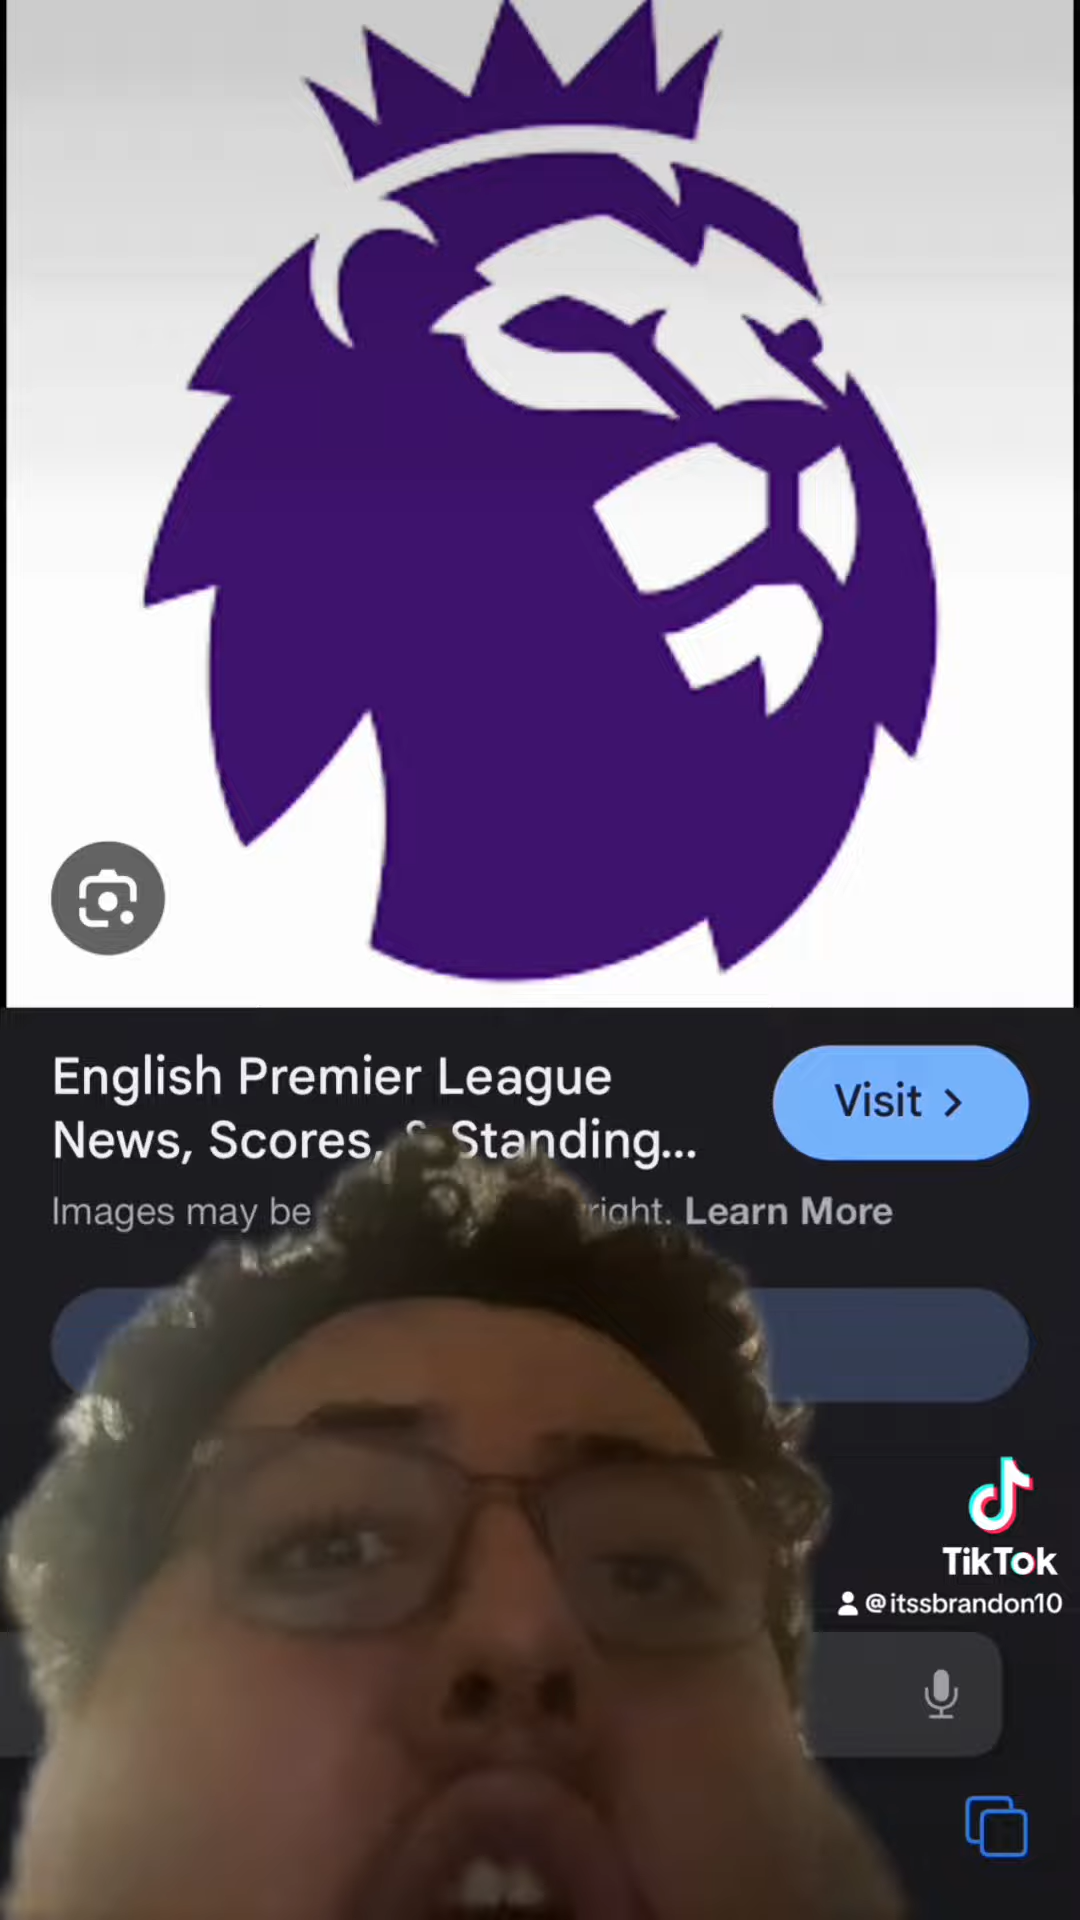 English Premier League
News, Scores, & Standing...
Visit >
Images may be right. Learn More
TikTok
@itssbrandon10